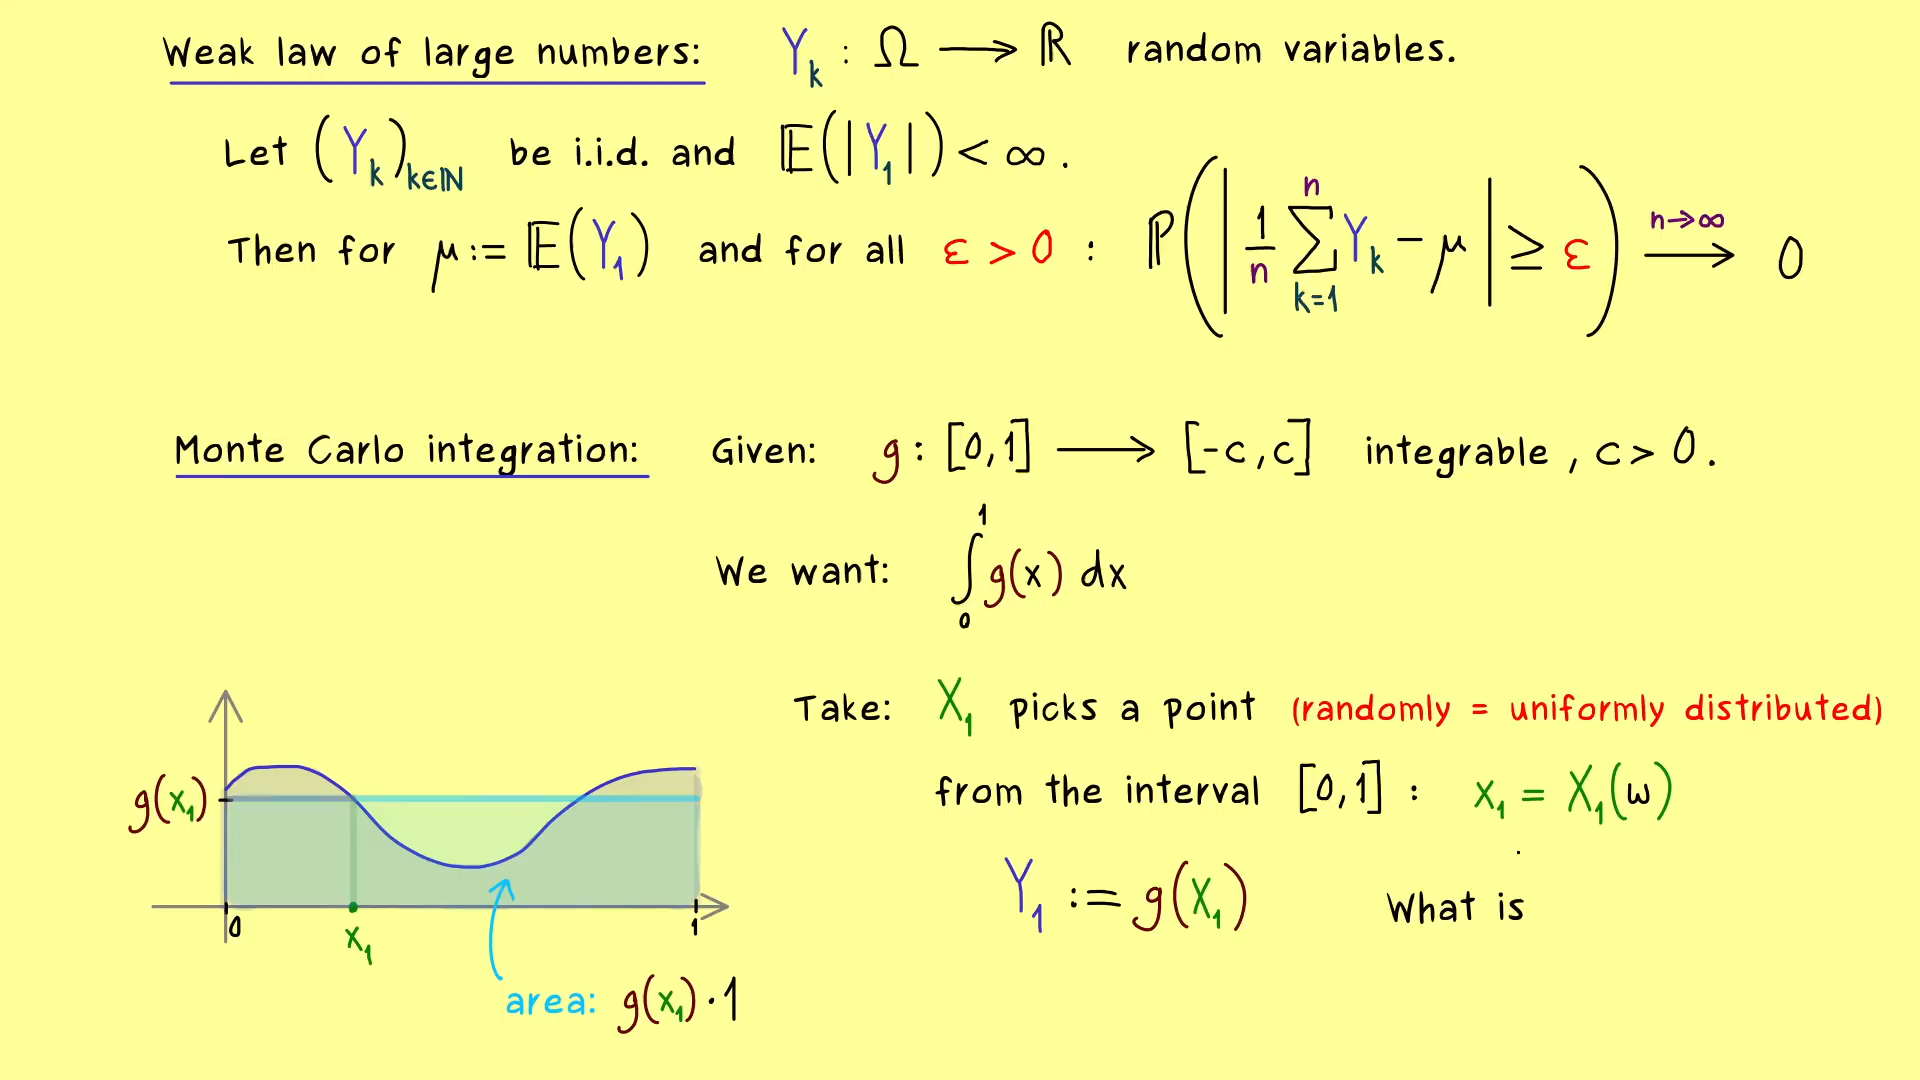 Weak law of large numbers: Y_k : Ω ⟶ ℝ random variables.
Let (Y_k)_{k∈ℕ} be i.i.d. and 𝔼(|Y_1|) < ∞ .
Then for μ := 𝔼(Y_1) and for all ε > 0 : ℙ(| 1/n ∑_{k=1}^{n} Y_k − μ | ≥ ε) ⟶^{n→∞} 0
Monte Carlo integration: Given: g : [0,1] ⟶ [-c,c] integrable , c > 0 .
We want: ∫_0^1 g(x) dx
Take: X_1 picks a point (randomly = uniformly distributed)
from the interval [0,1] : x_1 = X_1(ω)
Y_1 := g(X_1) What is
g(x_1)
0
x_1
1
area: g(x_1) · 1